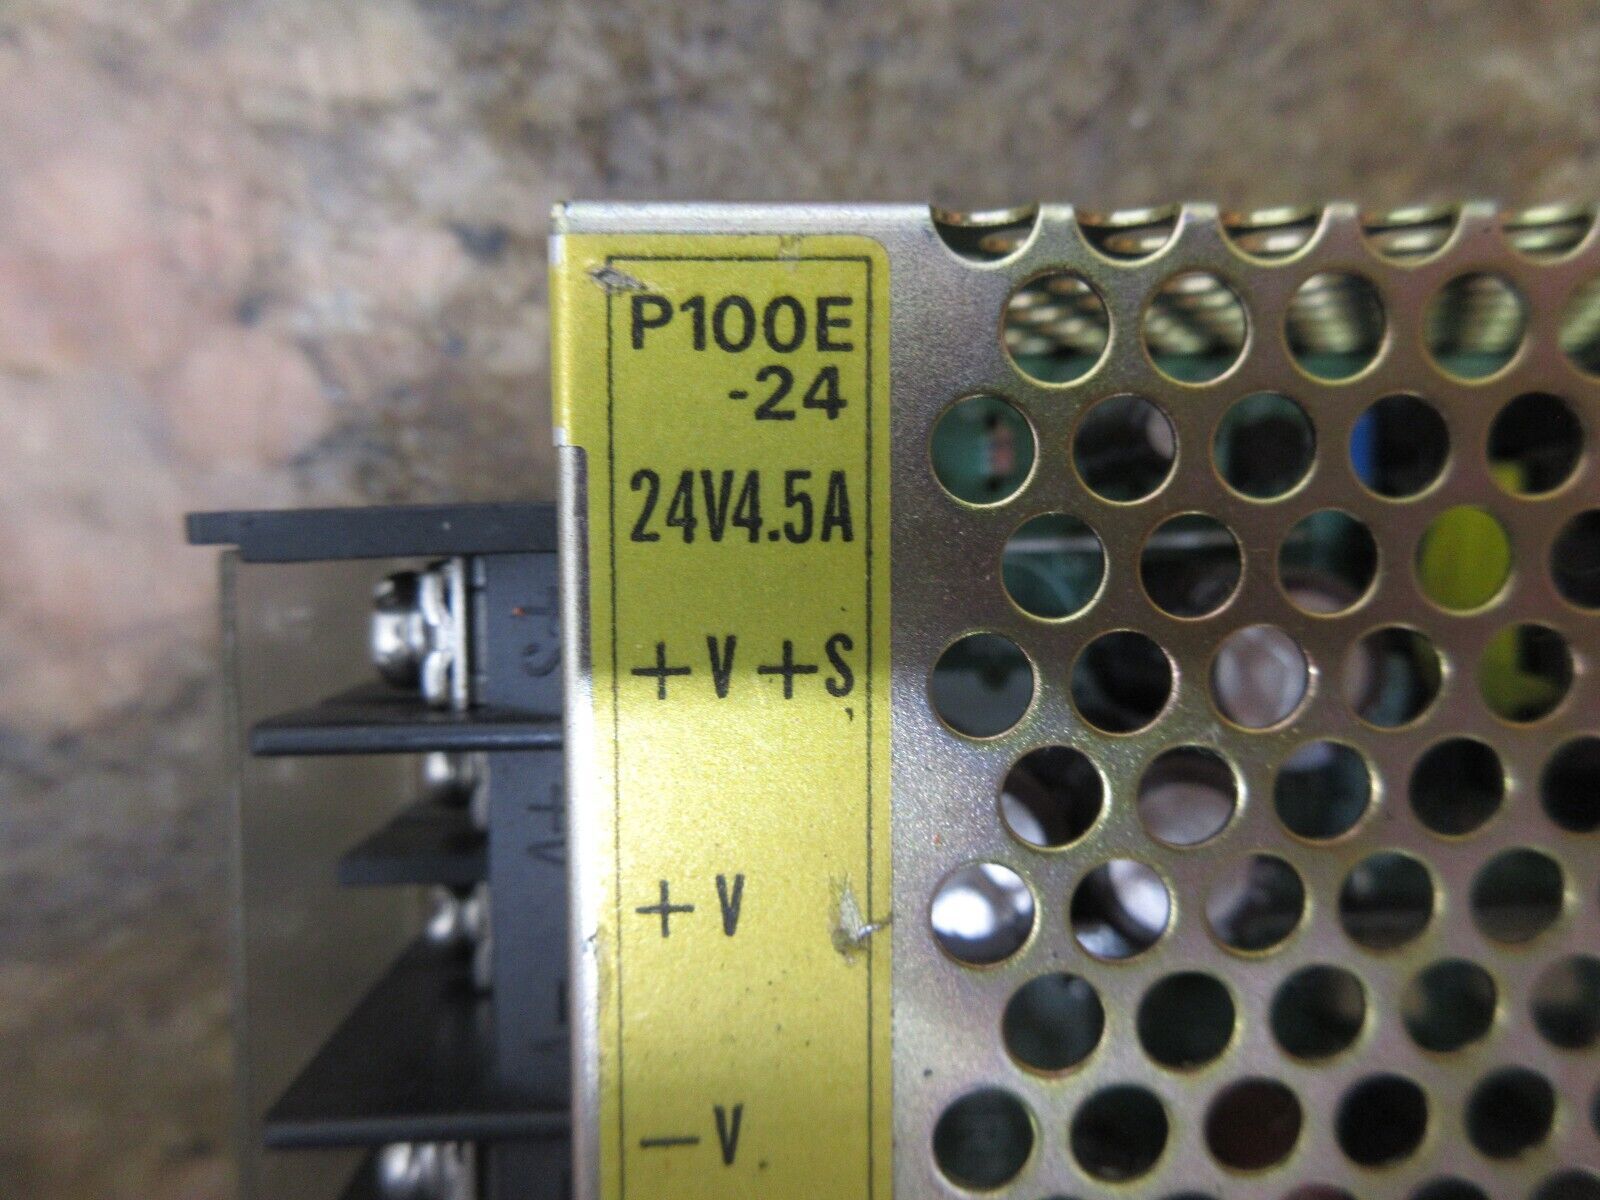 P100E
-24
24V4.5A
+V +S
+V
-V
+S
+V